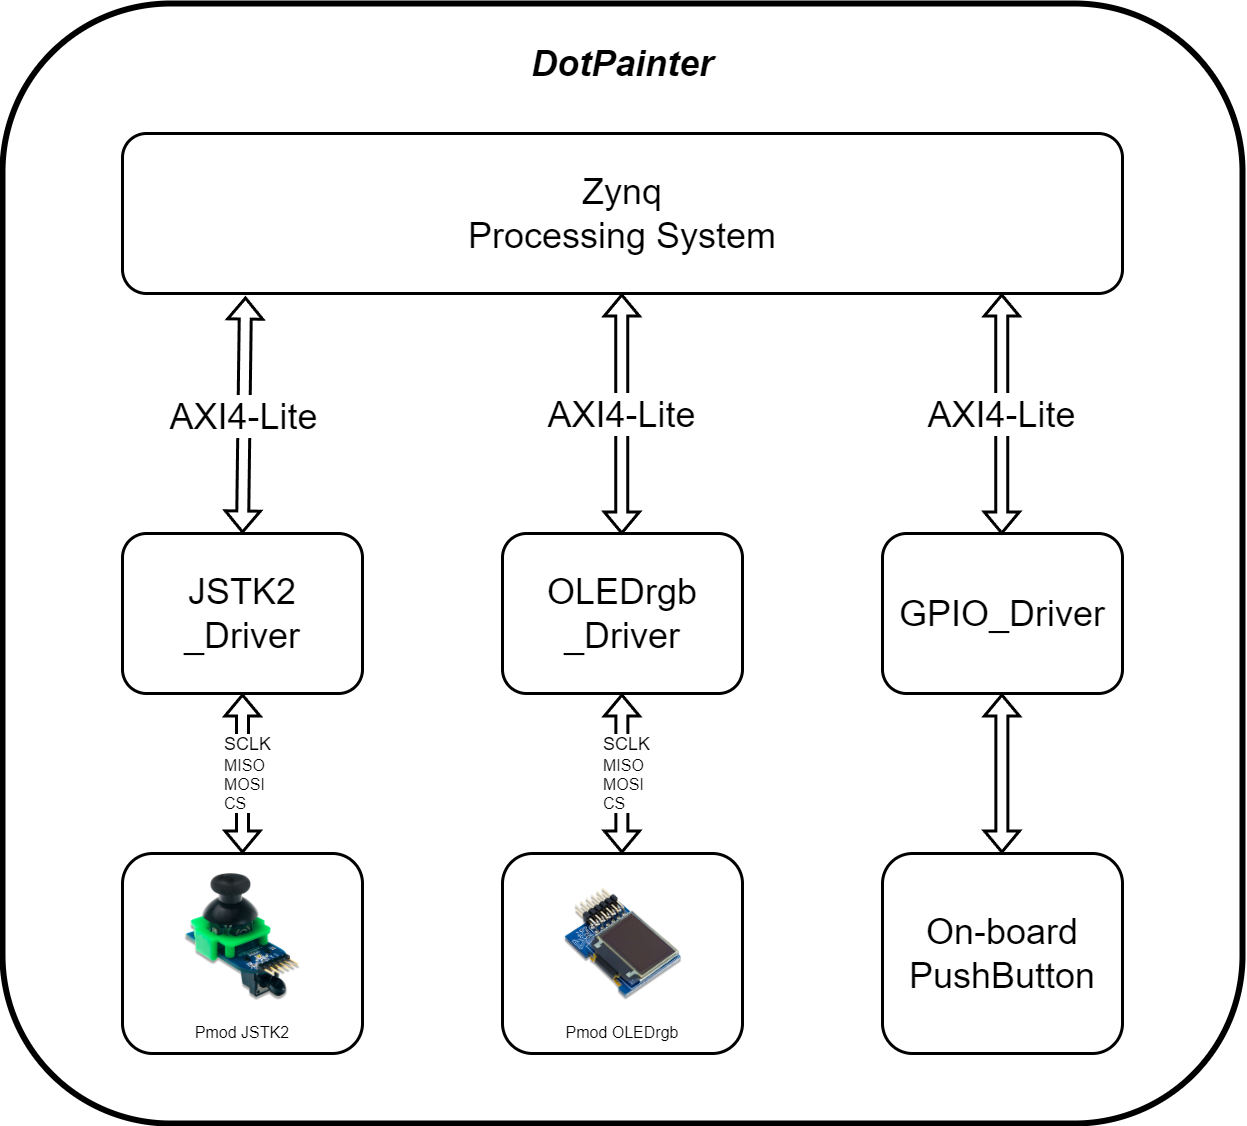 DotPainter
Zynq
Processing System
AXI4-Lite
AXI4-Lite
AXI4-Lite
JSTK2
_Driver
OLEDrgb
_Driver
GPIO_Driver
SCLK
MISO
MOSI
CS
SCLK
MISO
MOSI
CS
Pmod JSTK2
Pmod OLEDrgb
On-board
PushButton